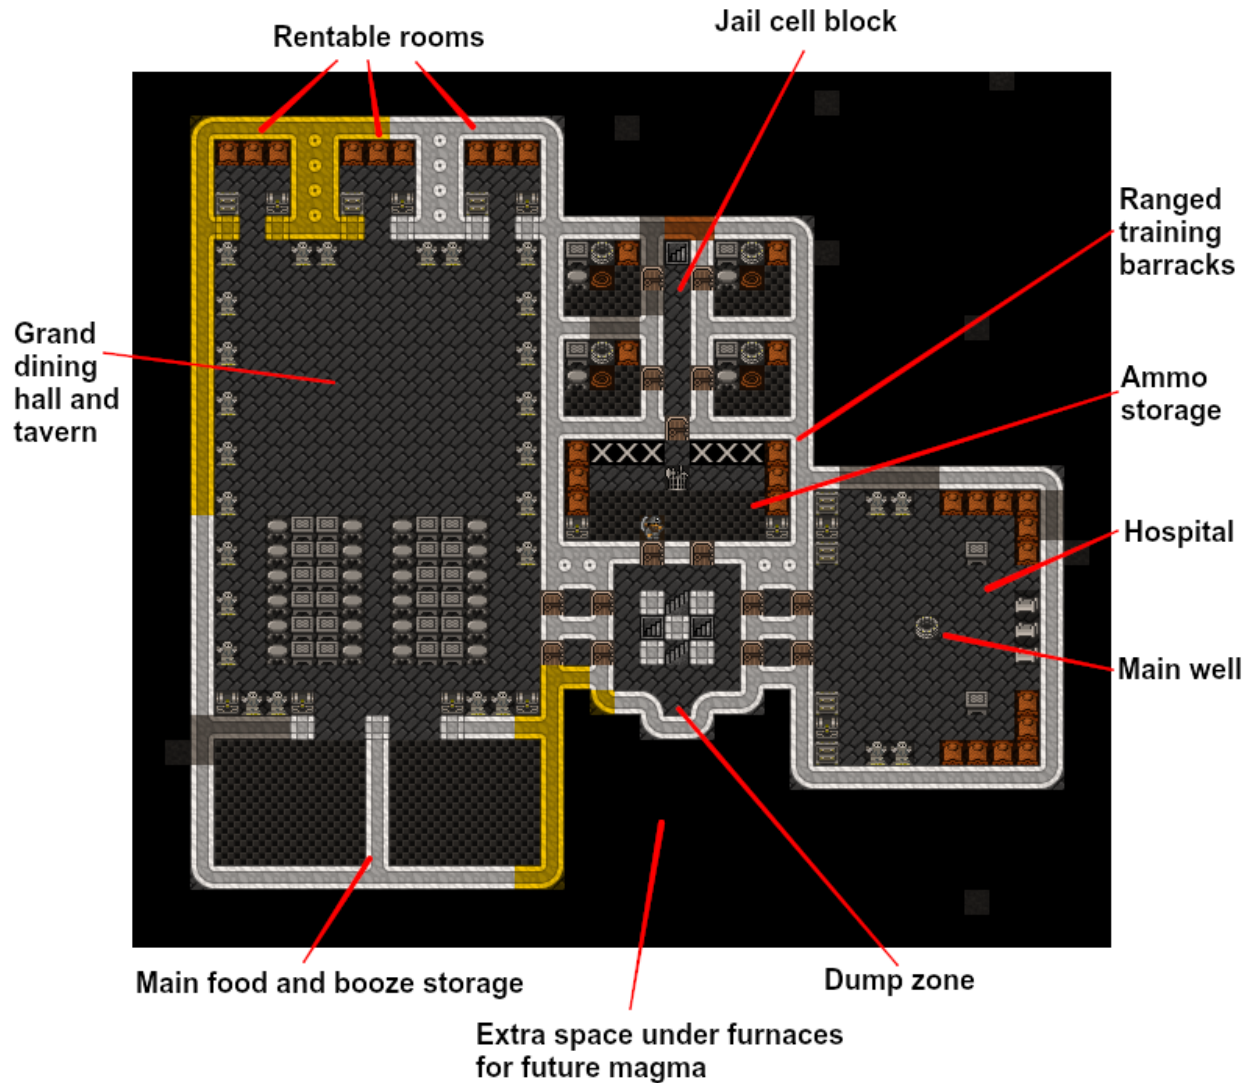 Jail cell block
Rentable rooms
Ranged
training
barracks
Grand
dining
hall and
tavern
Ammo
storage
Hospital
Main well
Main food and booze storage
Dump zone
Extra space under furnaces
for future magma